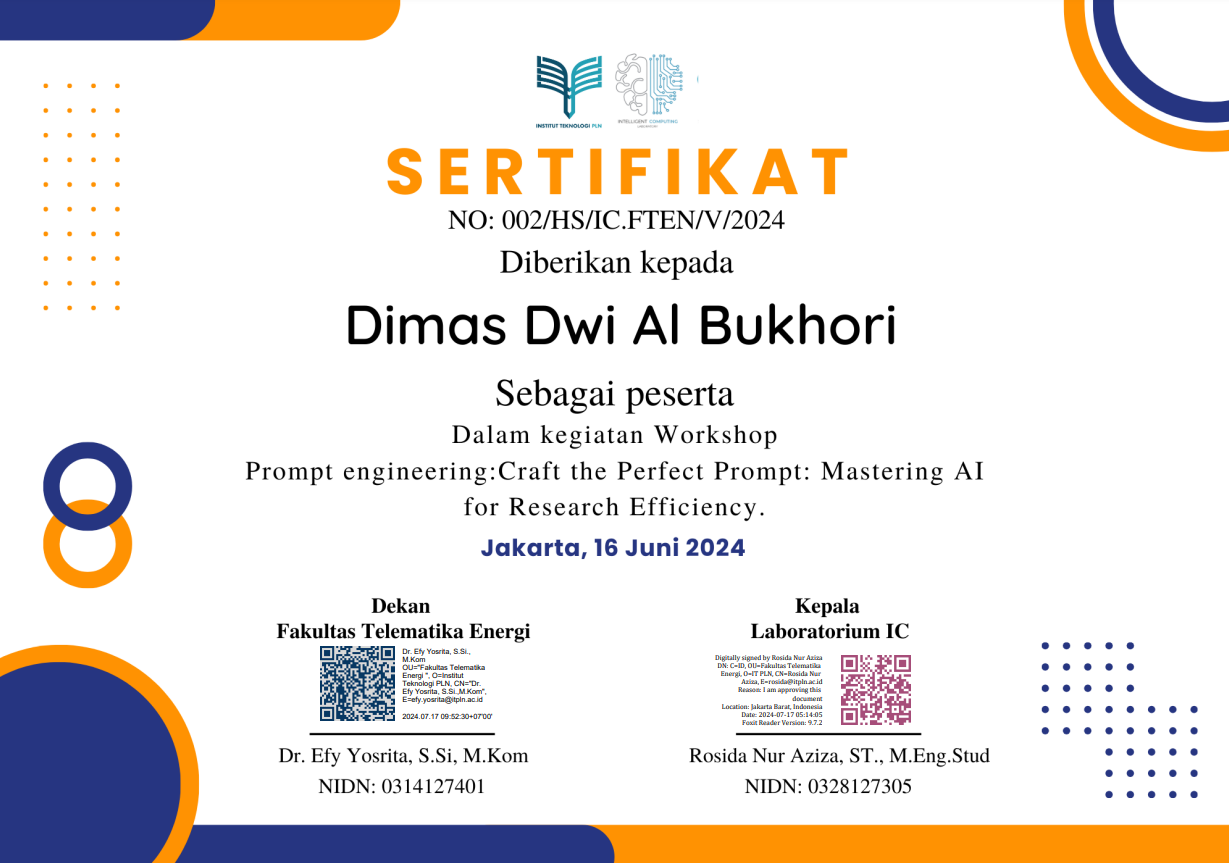 INSTITUT TEKNOLOGI PLN
INTELLIGENT COMPUTING
LABORATORY
SERTIFIKAT
NO: 002/HS/IC.FTEN/V/2024
Diberikan kepada
Dimas Dwi Al Bukhori
Sebagai peserta
Dalam kegiatan Workshop
Prompt engineering:Craft the Perfect Prompt: Mastering AI
for Research Efficiency.
Jakarta, 16 Juni 2024
Dekan
Fakultas Telematika Energi
Dr. Efy Yosrita, S.Si.,
M.Kom
OU="Fakultas Telematika
Energi ", O=Institut
Teknologi PLN, CN="Dr.
Efy Yosrita, S.Si.,M.Kom",
E=efy.yosrita@itpln.ac.id
2024.07.17 09:52:30+07'00'
Dr. Efy Yosrita, S.Si, M.Kom
NIDN: 0314127401
Kepala
Laboratorium IC
Digitally signed by Rosida Nur Aziza
DN: C=ID, OU=Fakultas Telematika
Energi, O=IT PLN, CN=Rosida Nur
Aziza, E=rosida@itpln.ac.id
Reason: I am approving this
document
Location: Jakarta Barat, Indonesia
Date: 2024-07-17 05:14:05
Foxit Reader Version: 9.7.2
Rosida Nur Aziza, ST., M.Eng.Stud
NIDN: 0328127305